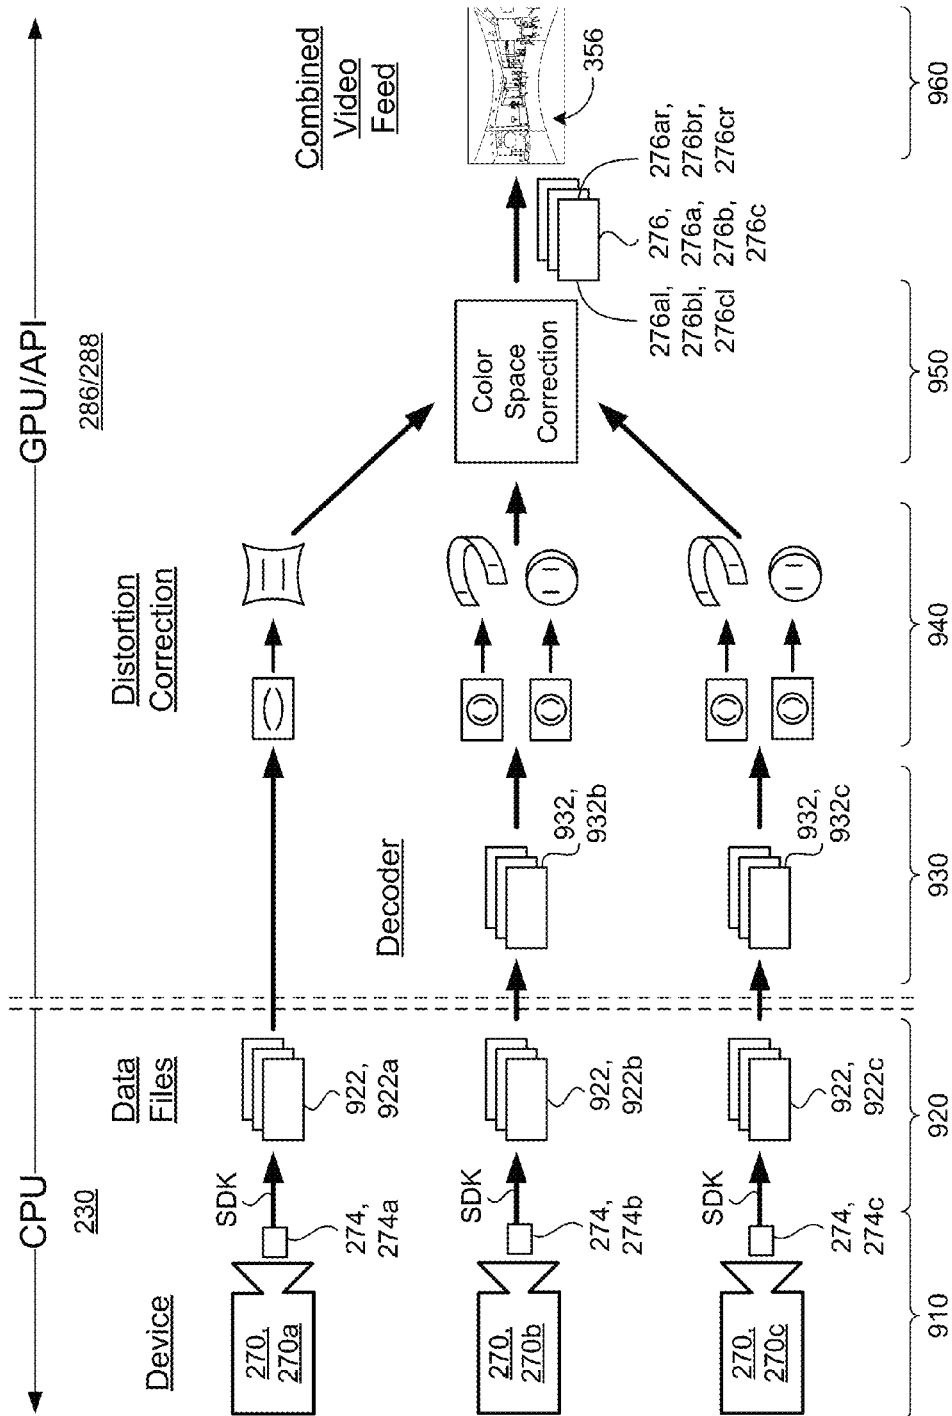 CPU
230
GPU/API
286/288
Device
Data
Files
Decoder
Distortion
Correction
Combined
Video
Feed
270,
270a
274,
274a
SDK
922,
922a
270,
270b
274,
274b
SDK
922,
922b
932,
932b
Color
Space
Correction
276al,
276bl,
276cl
276,
276a,
276b,
276c
276ar,
276br,
276cr
356
270,
270c
274,
274c
SDK
922,
922c
932,
932c
910
920
930
940
950
960